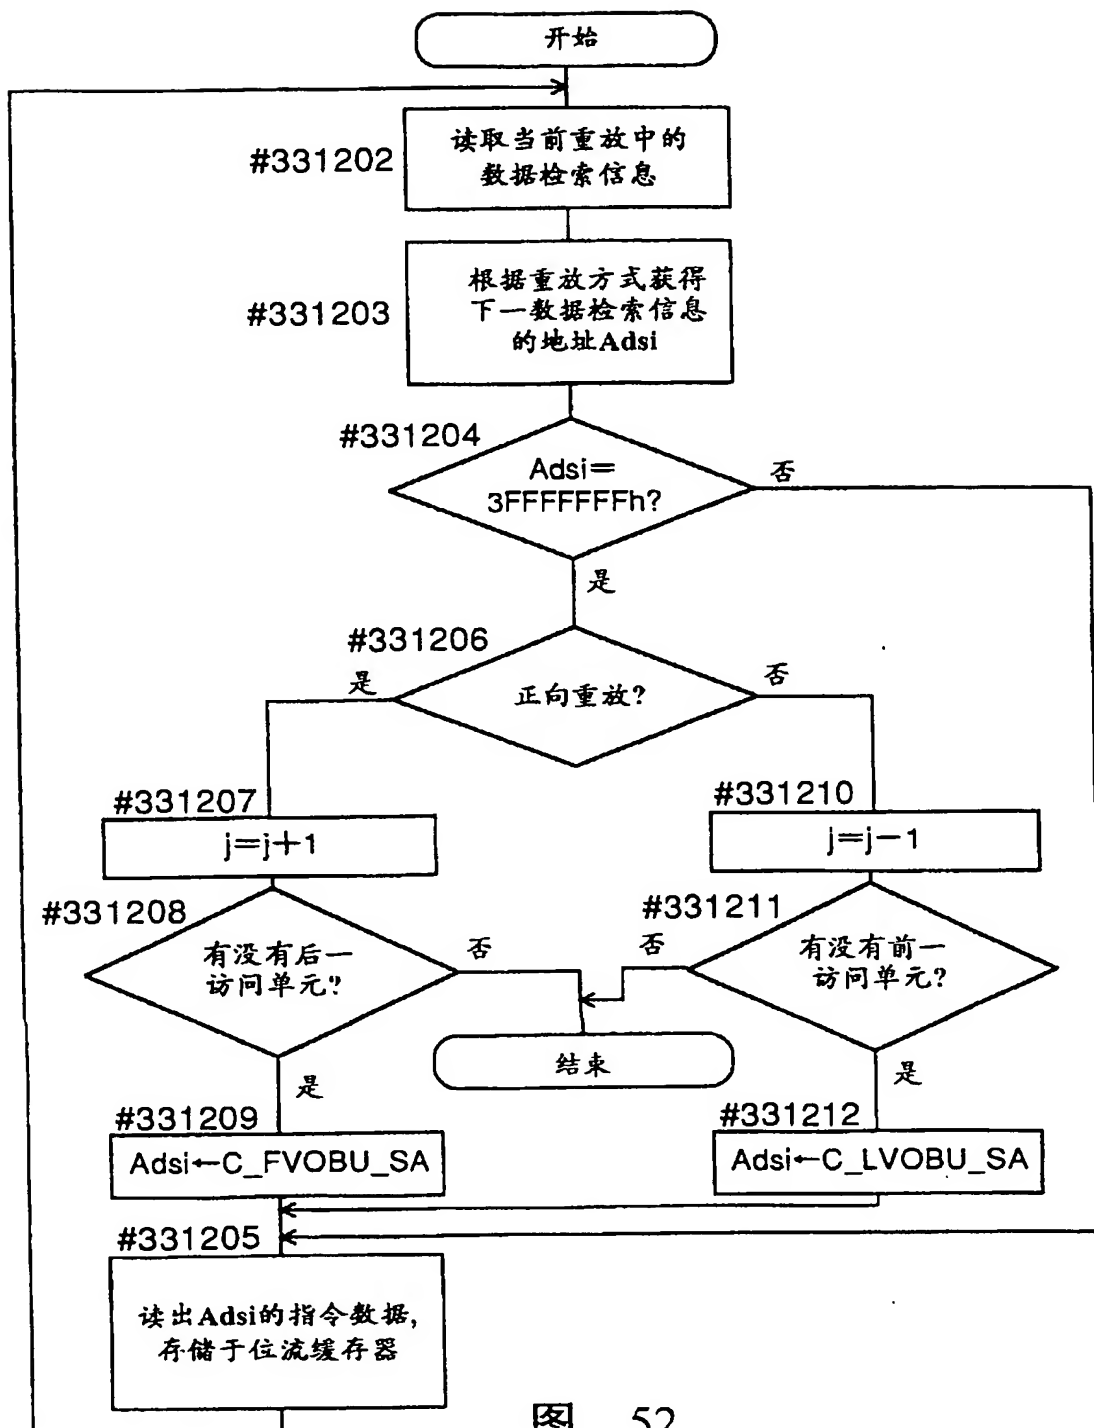 开始
#331202
读取当前重放中的
数据检索信息
#331203
根据重放方式获得
下一数据检索信息
的地址Adsi
#331204
Adsi=
3FFFFFFFh?
否
是
#331206
正向重放?
是
否
#331207
j=j+1
#331210
j=j-1
#331208
有没有后一
访问单元?
否
#331211
有没有前一
访问单元?
否
结束
是
是
#331209
Adsi←C_FVOBU_SA
#331212
Adsi←C_LVOBU_SA
#331205
读出Adsi的指令数据,
存储于位流缓存器
图 52